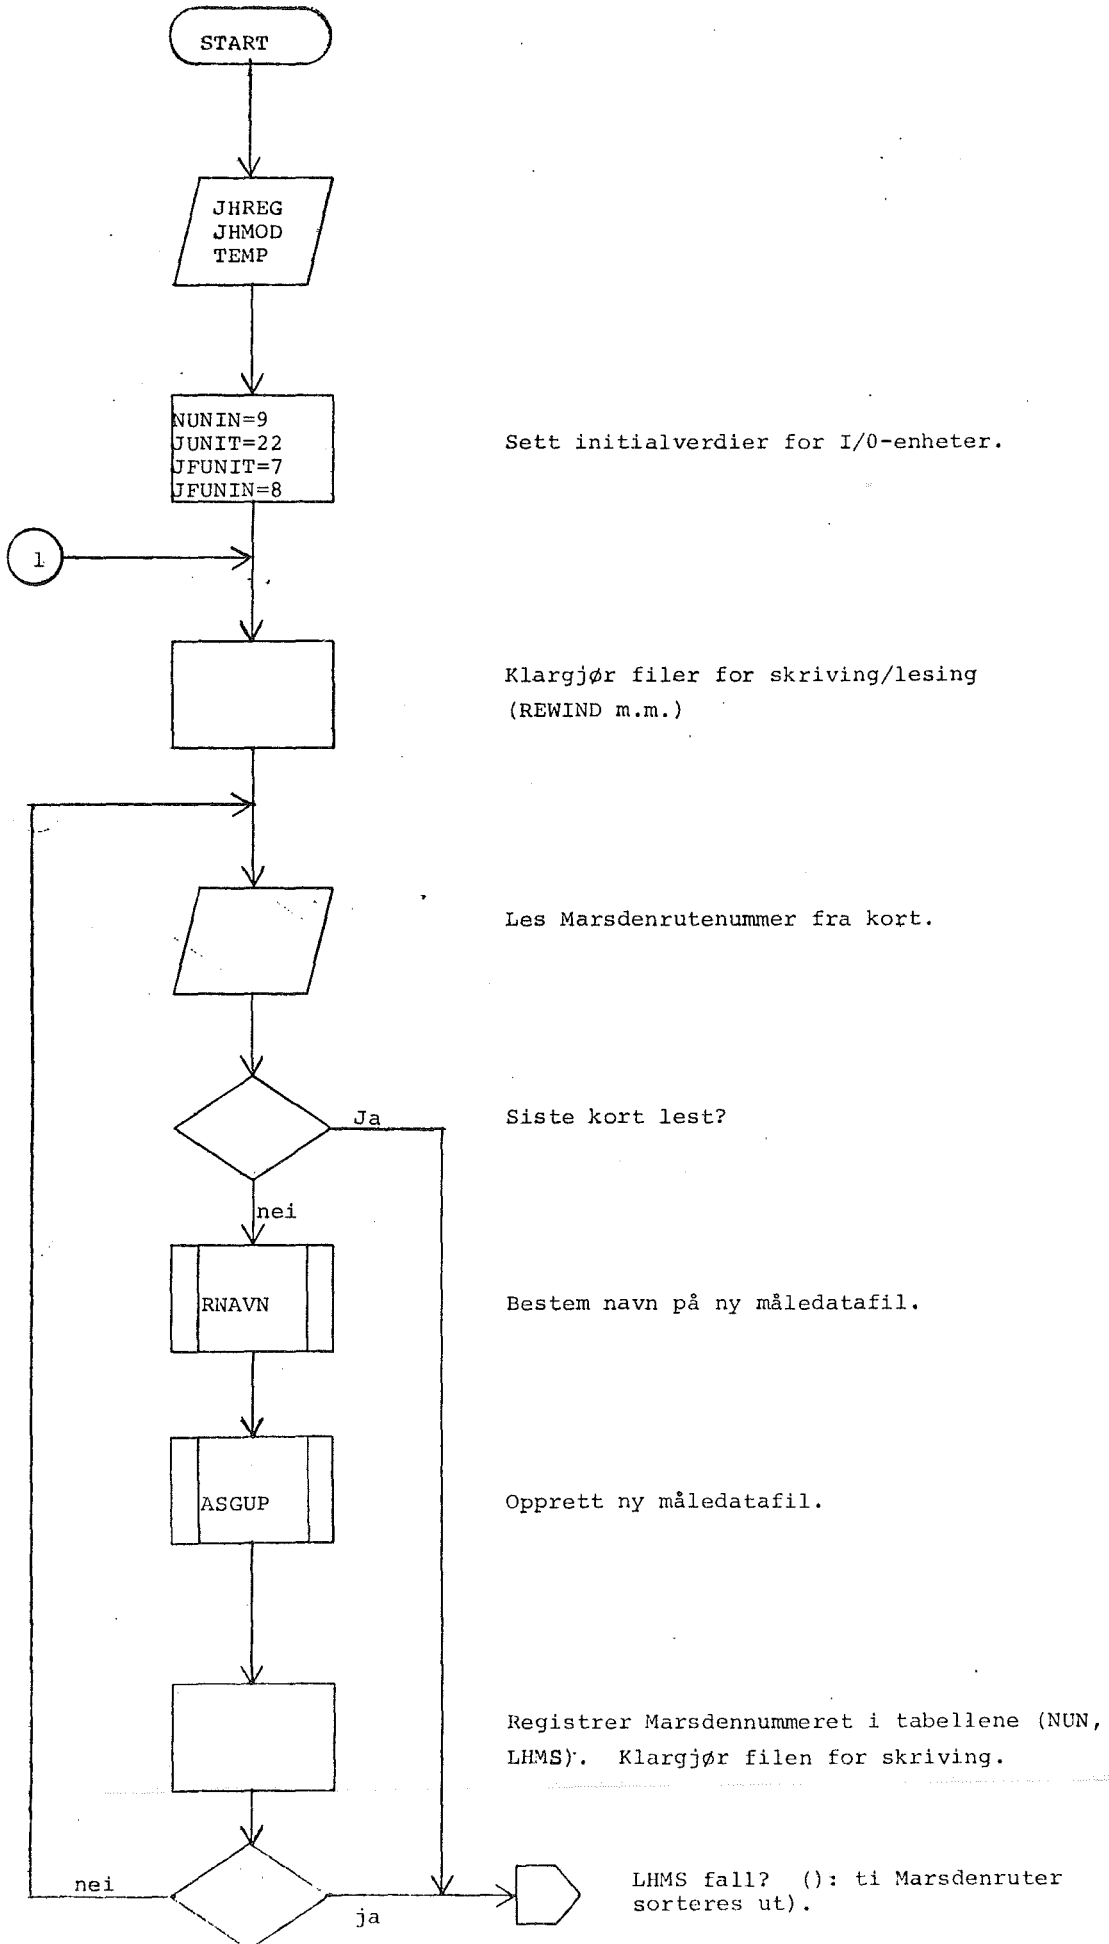 START
JHREG
JHMOD
TEMP
NUNIN=9
JUNIT=22
JFUNIT=7
JFUNIN=8
Sett initialverdier for I/O-enheter.
1
Klargjør filer for skriving/lesing
(REWIND m.m.)
Les Marsdenrutenummer fra kort.
Ja
Siste kort lest?
nei
RNAVN
Bestem navn på ny måledatafil.
ASGUP
Opprett ny måledatafil.
Registrer Marsdennummeret i tabellene (NUN,
LHMS). Klargjør filen for skriving.
nei
ja
LHMS fall? (): ti Marsdenruter
sorteres ut).